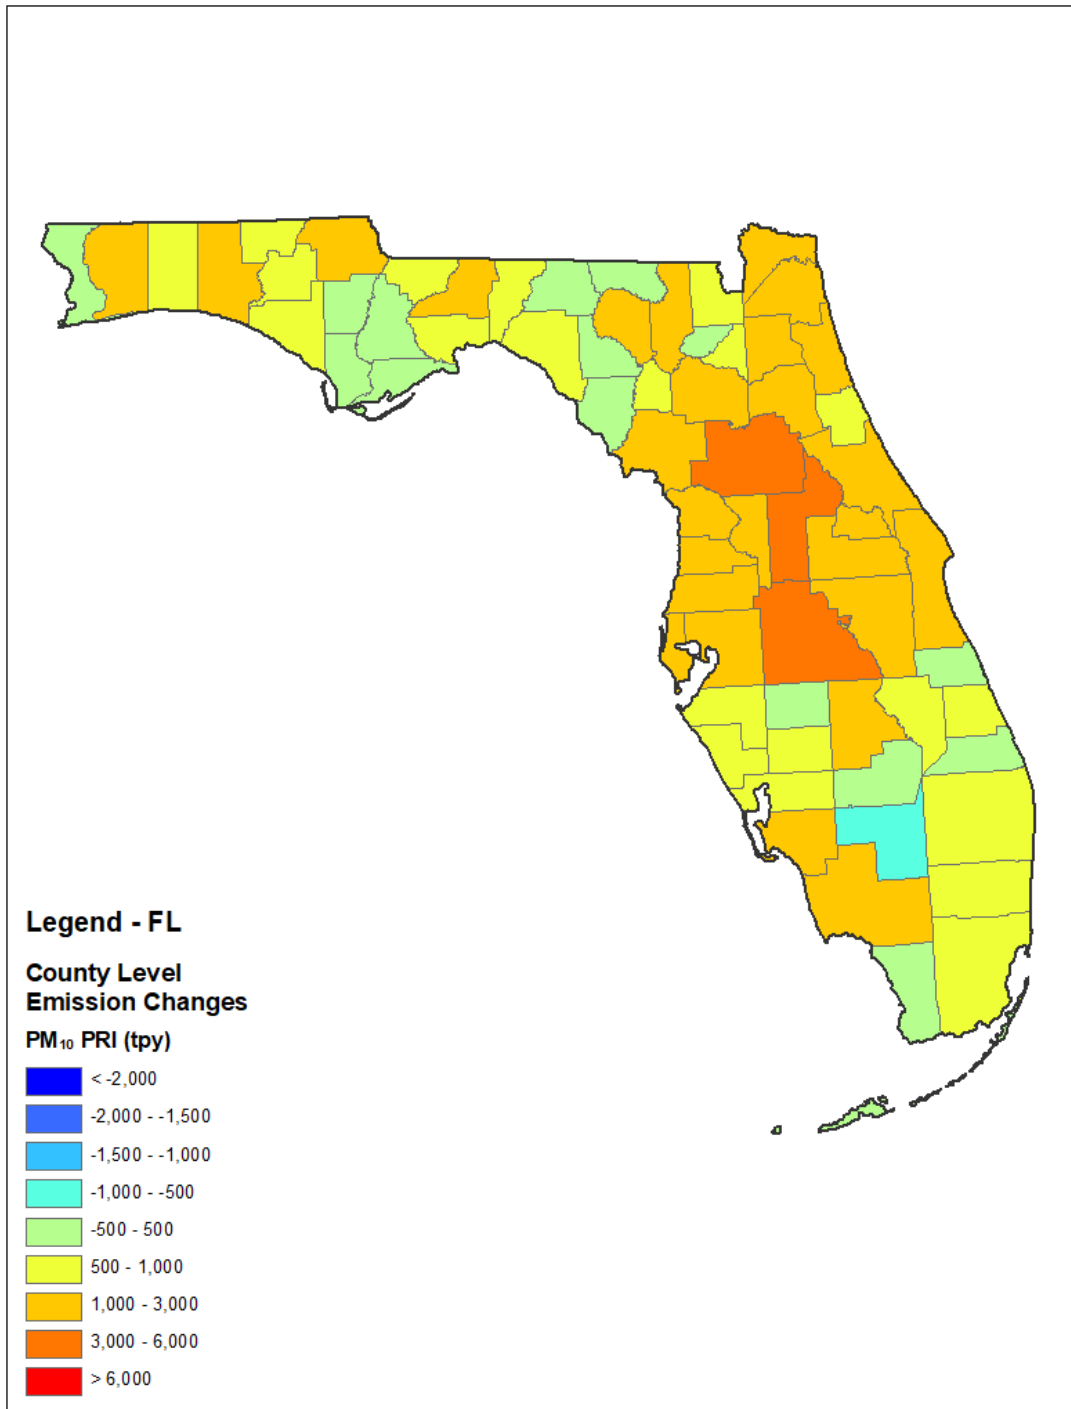 Legend - FL
County Level
Emission Changes
PM₁₀ PRI (tpy)
< -2,000
-2,000 - -1,500
-1,500 - -1,000
-1,000 - -500
-500 - 500
500 - 1,000
1,000 - 3,000
3,000 - 6,000
> 6,000